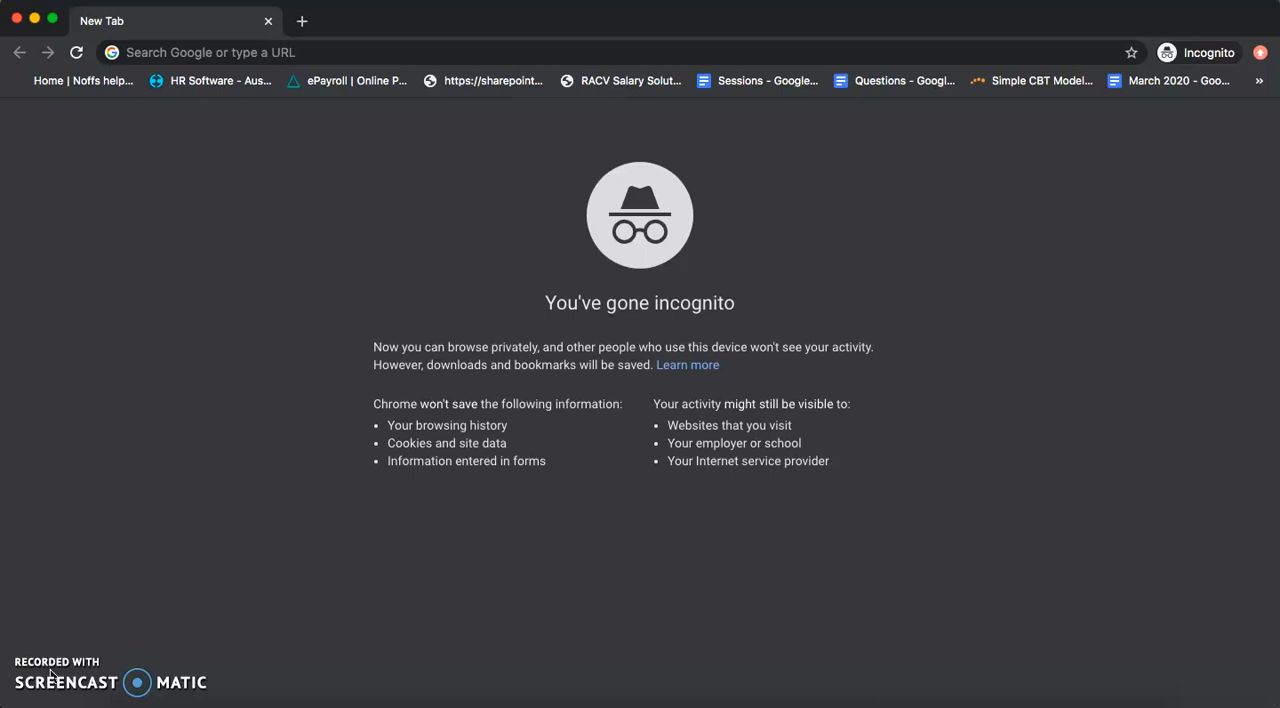 New Tab
Search Google or type a URL
Incognito
Home | Noffs help...
HR Software - Aus...
ePayroll | Online P...
https://sharepoint...
RACV Salary Solut...
Sessions - Google...
Questions - Googl...
Simple CBT Model...
March 2020 - Goo...
»
You've gone incognito
Now you can browse privately, and other people who use this device won't see your activity.
However, downloads and bookmarks will be saved. Learn more
Chrome won't save the following information:
• Your browsing history
• Cookies and site data
• Information entered in forms
Your activity might still be visible to:
• Websites that you visit
• Your employer or school
• Your Internet service provider
RECORDED WITH
SCREENCAST MATIC